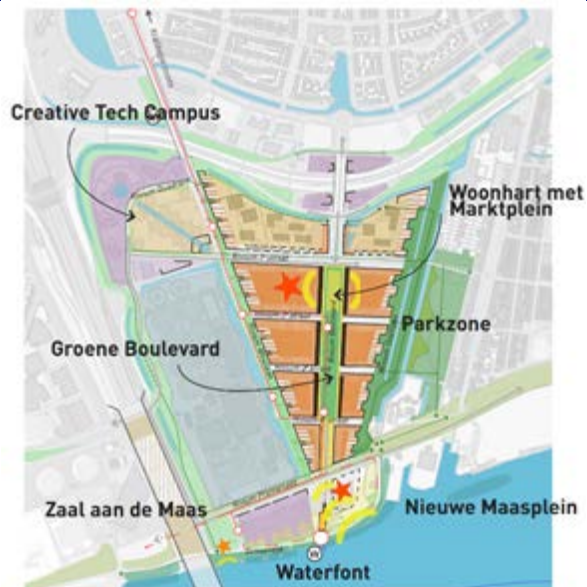 Creative Tech Campus
Woonhart met
Marktplein
Parkzone
Groene Boulevard
Zaal aan de Maas
Nieuwe Maasplein
Waterfont